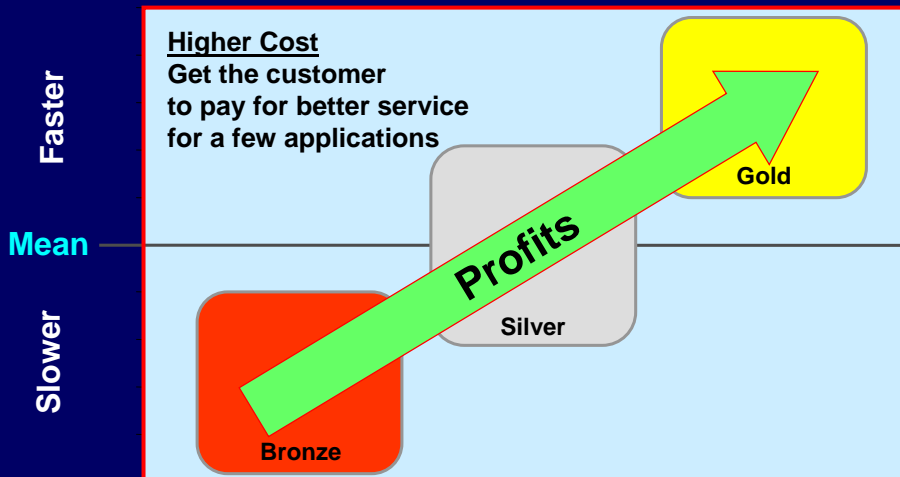 Higher Cost
Get the customer
to pay for better service
for a few applications
Faster
Gold
Mean
Profits
Silver
Slower
Bronze